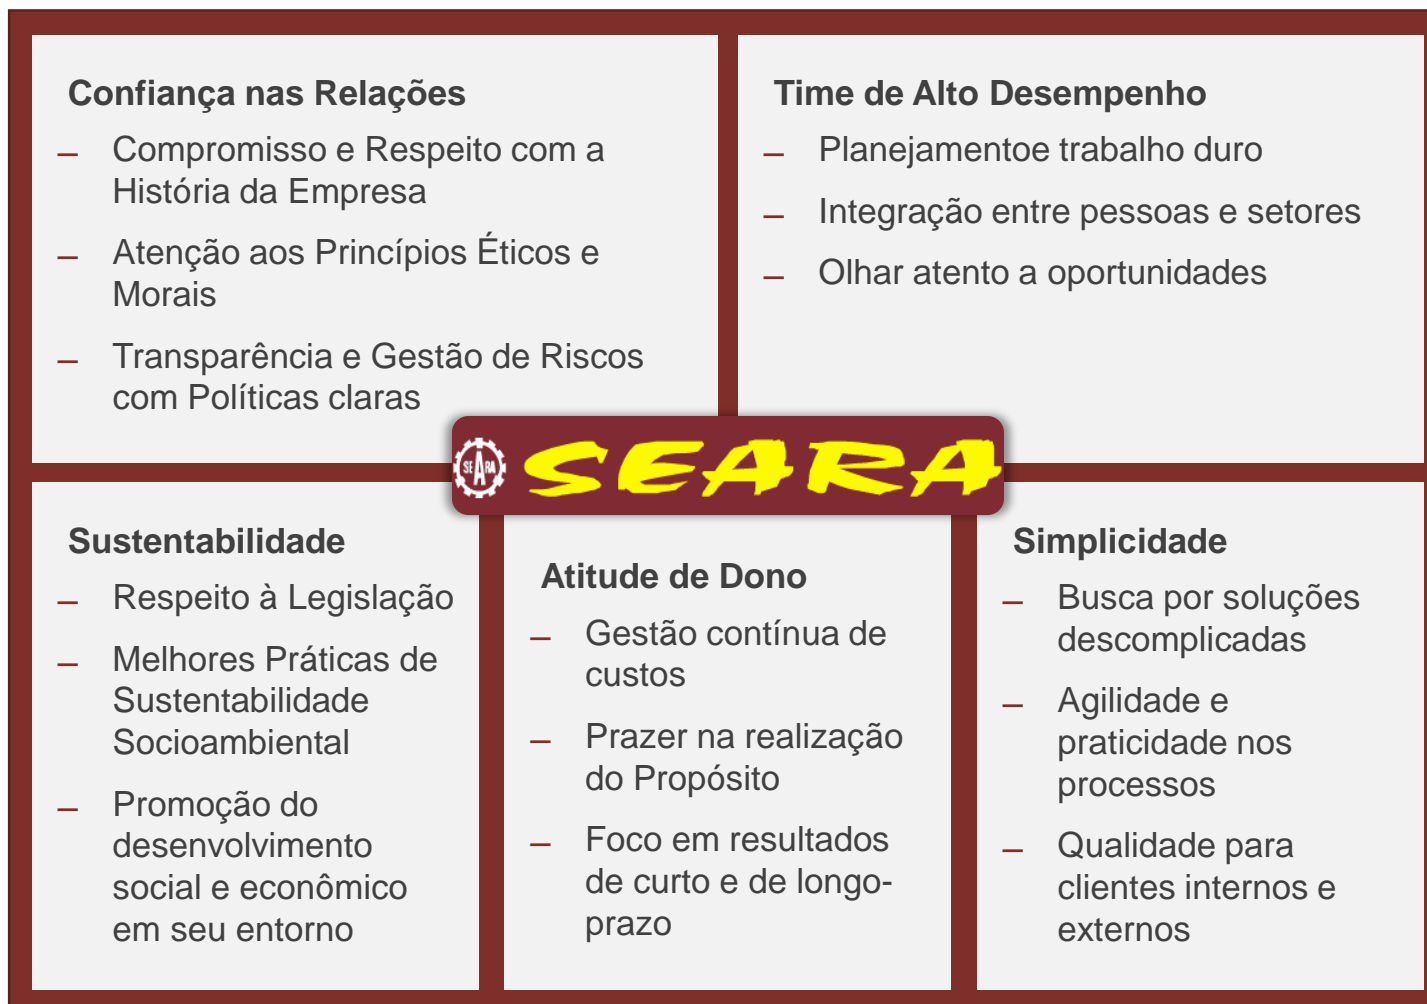 Confiança nas Relações
– Compromisso e Respeito com a
História da Empresa
– Atenção aos Princípios Éticos e
Morais
– Transparência e Gestão de Riscos
com Políticas claras
Time de Alto Desempenho
– Planejamentoe trabalho duro
– Integração entre pessoas e setores
– Olhar atento a oportunidades
SEARA
SEARA
Sustentabilidade
– Respeito à Legislação
– Melhores Práticas de
Sustentabilidade
Socioambiental
– Promoção do
desenvolvimento
social e econômico
em seu entorno
Atitude de Dono
– Gestão contínua de
custos
– Prazer na realização
do Propósito
– Foco em resultados
de curto e de longo-
prazo
Simplicidade
– Busca por soluções
descomplicadas
– Agilidade e
praticidade nos
processos
– Qualidade para
clientes internos e
externos